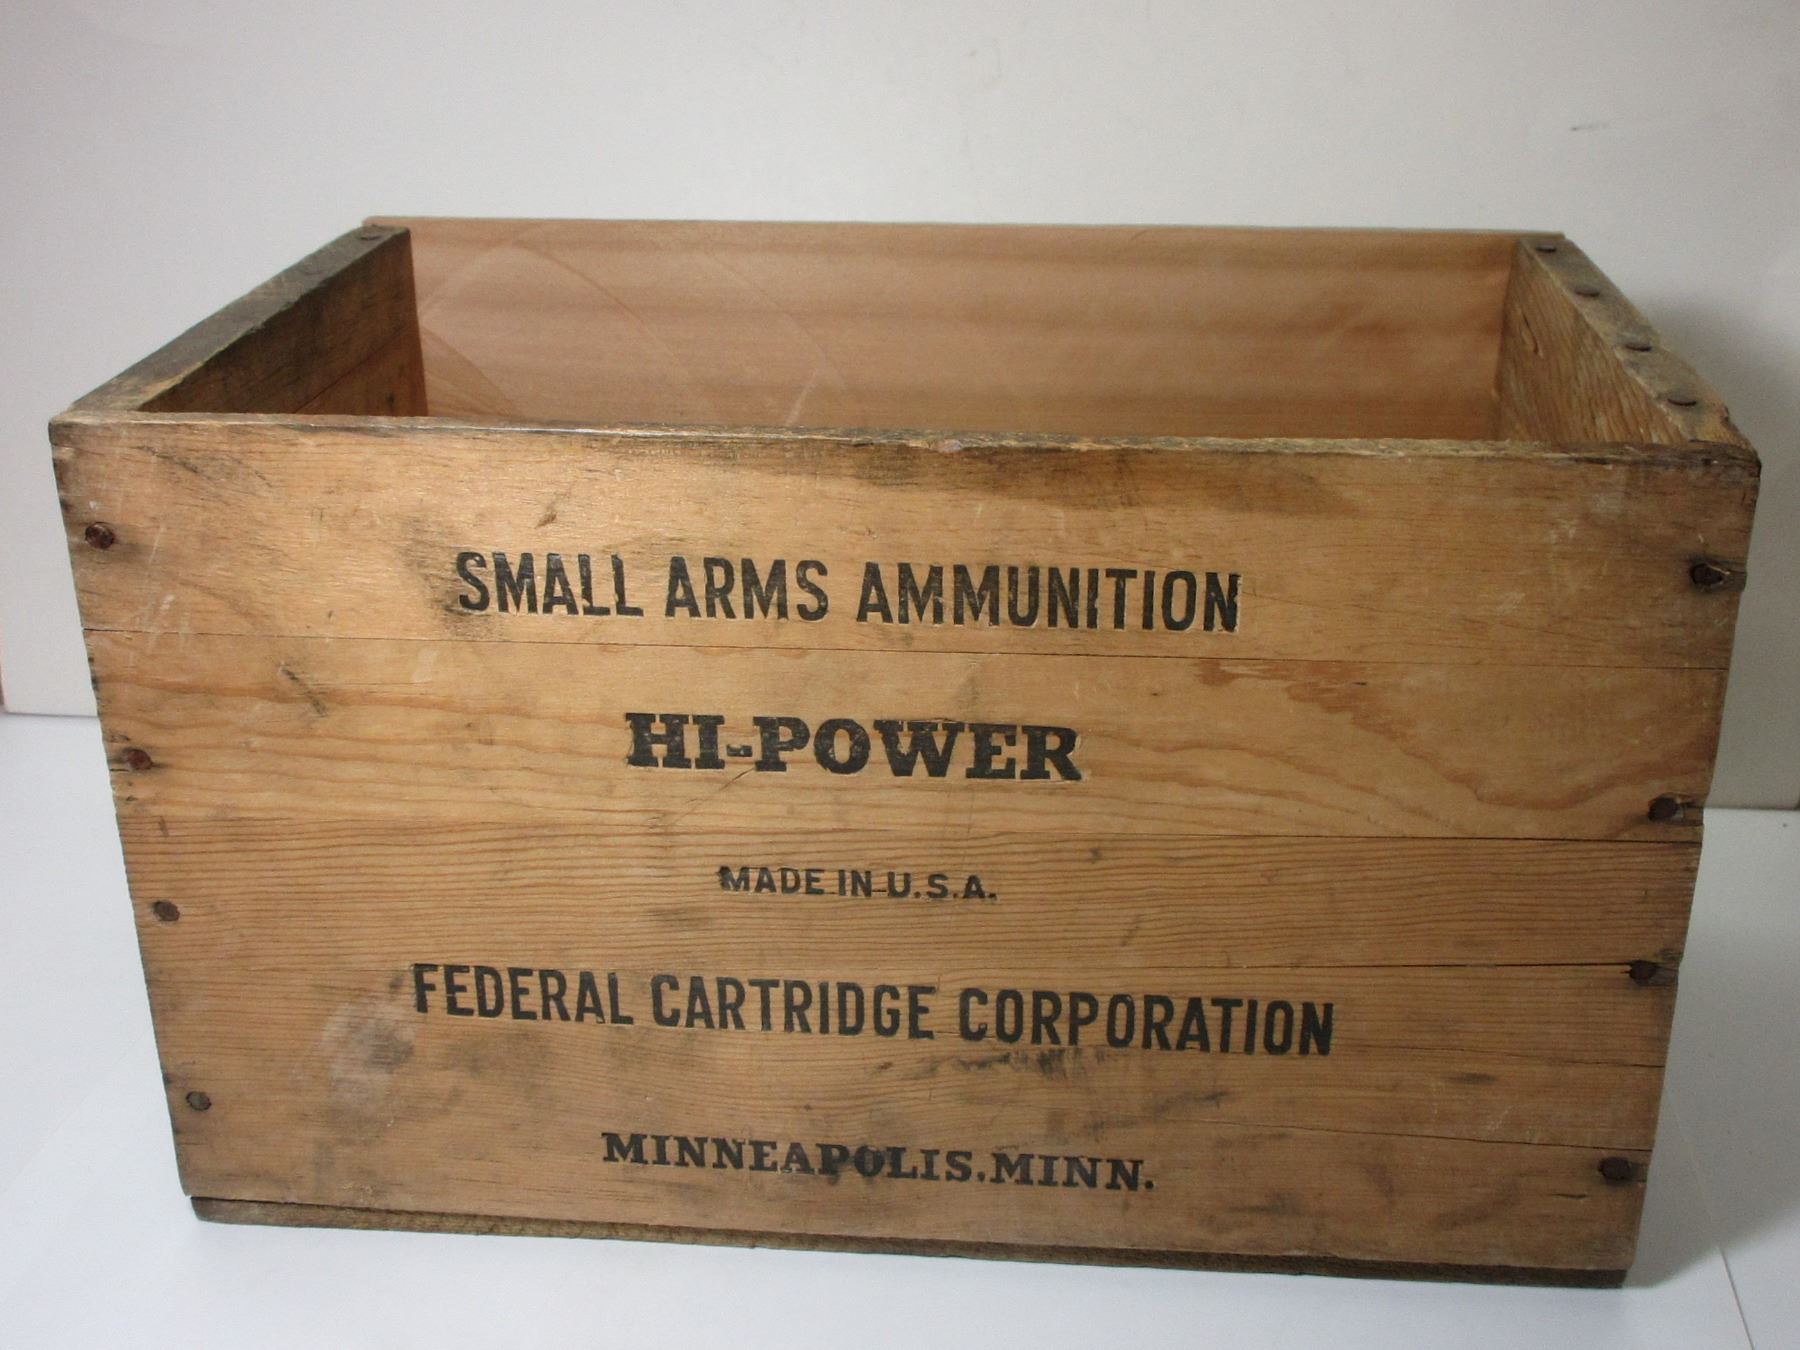 SMALL ARMS AMMUNITION
HI-POWER
MADE IN U.S.A.
FEDERAL CARTRIDGE CORPORATION
MINNEAPOLIS, MINN.